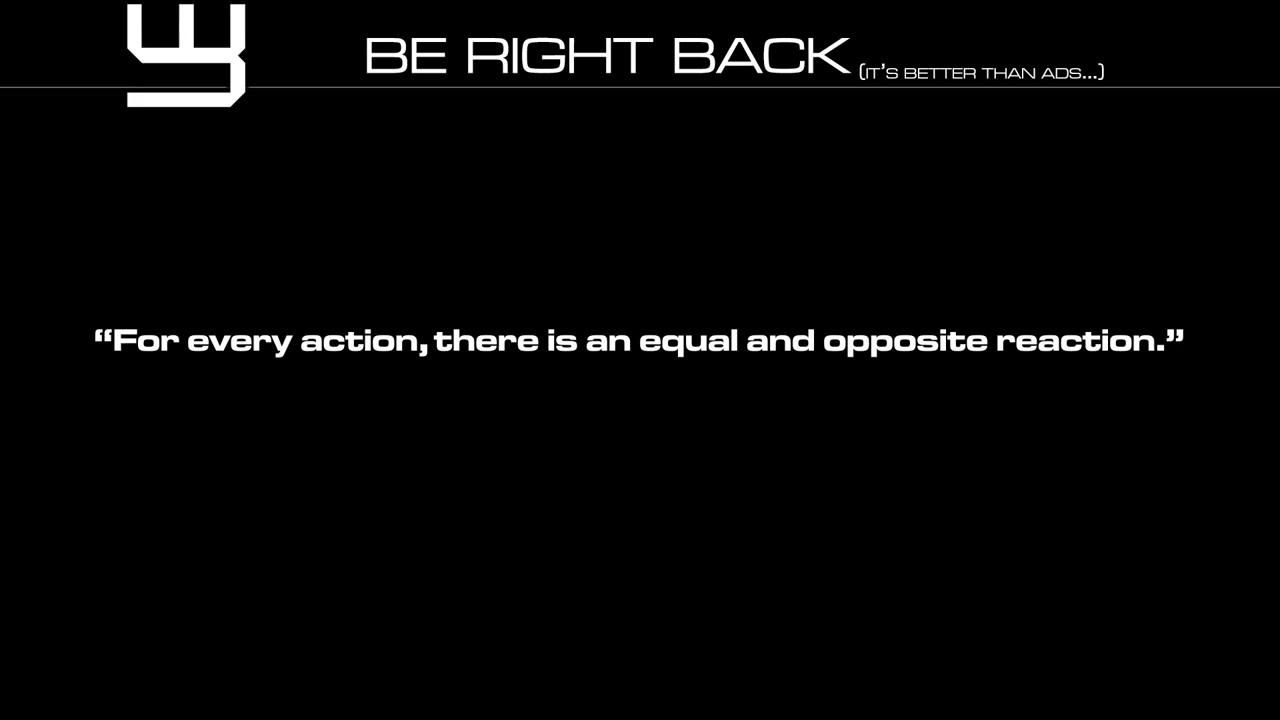 BE RIGHT BACK (IT’S BETTER THAN ADS...)
“For every action, there is an equal and opposite reaction.”